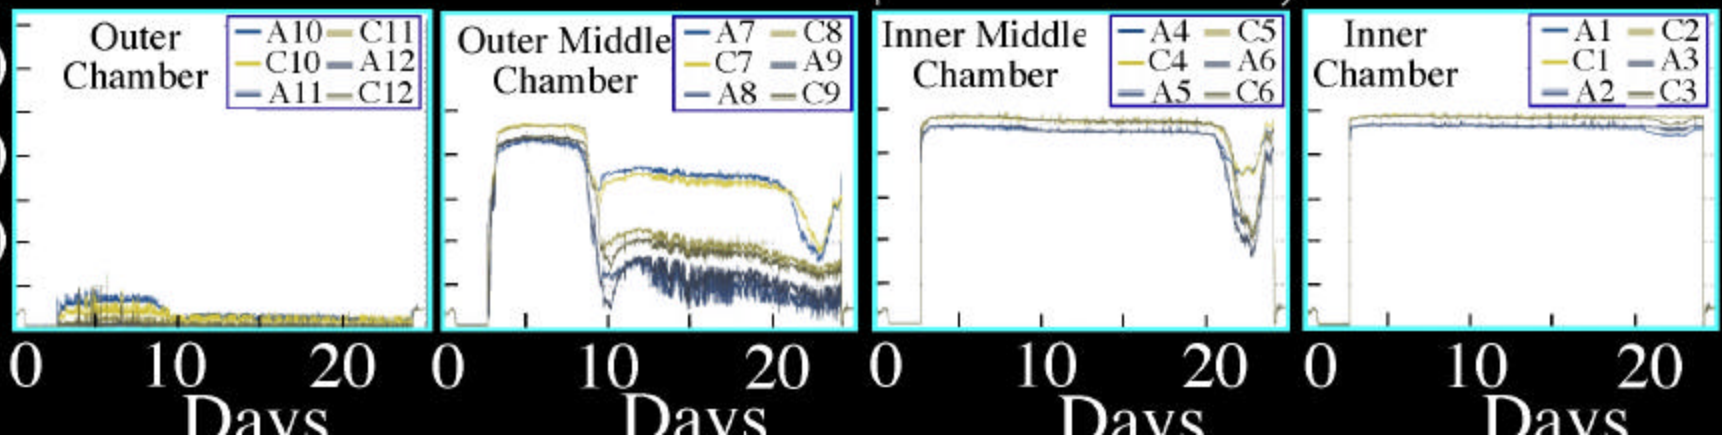 Outer
Chamber
A10 C11
C10 A12
A11 C12
Outer Middle
Chamber
A7 C8
C7 A9
A8 C9
Inner Middle
Chamber
A4 C5
C4 A6
A5 C6
Inner
Chamber
A1 C2
C1 A3
A2 C3
0 10 20
0 10 20
0 10 20
0 10 20
Days
Days
Days
Days